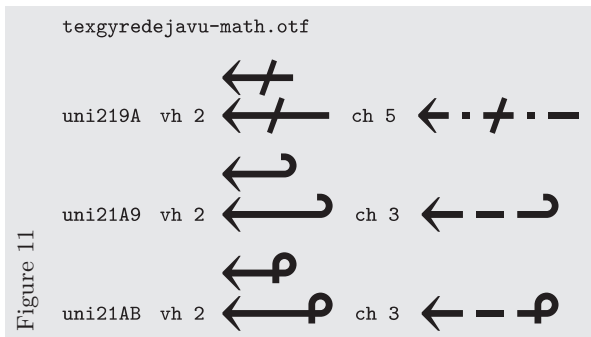 texgyredejavu-math.otf
uni219A vh 2 ch 5
uni21A9 vh 2 ch 3
uni21AB vh 2 ch 3
Figure 11